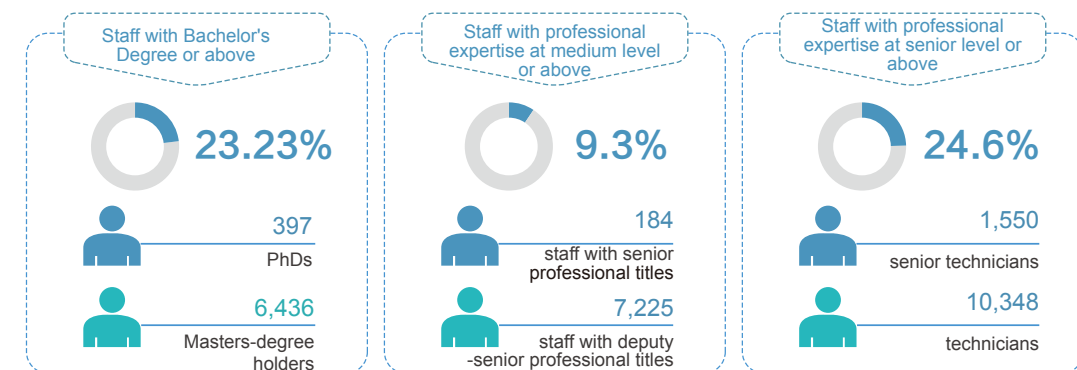 Staff with Bachelor's
Degree or above
23.23%
397
PhDs
6,436
Masters-degree
holders
Staff with professional
expertise at medium level
or above
9.3%
184
staff with senior
professional titles
7,225
staff with deputy
-senior professional titles
Staff with professional
expertise at senior level or
above
24.6%
1,550
senior technicians
10,348
technicians